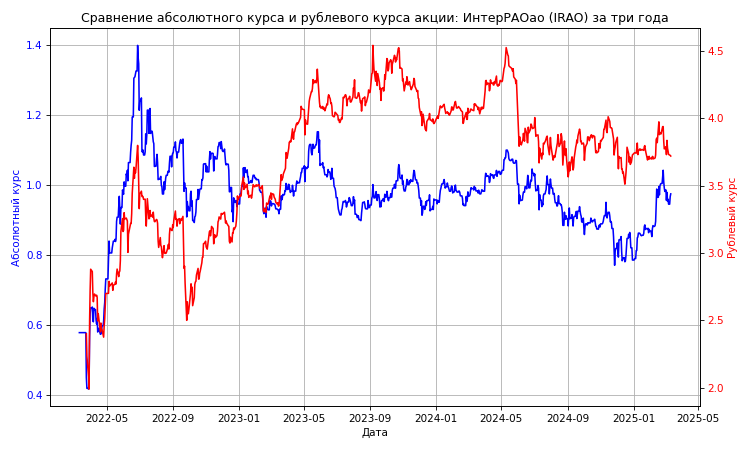 Сравнение абсолютного курса и рублевого курса акции: ИнтерРАОао (IRAO) за три года
1.4
1.2
1.0
0.8
0.6
0.4
Абсолютный курс
4.5
4.0
3.5
3.0
2.5
2.0
Рублевый курс
2022-05 2022-09 2023-01 2023-05 2023-09 2024-01 2024-05 2024-09 2025-01 2025-05
Дата